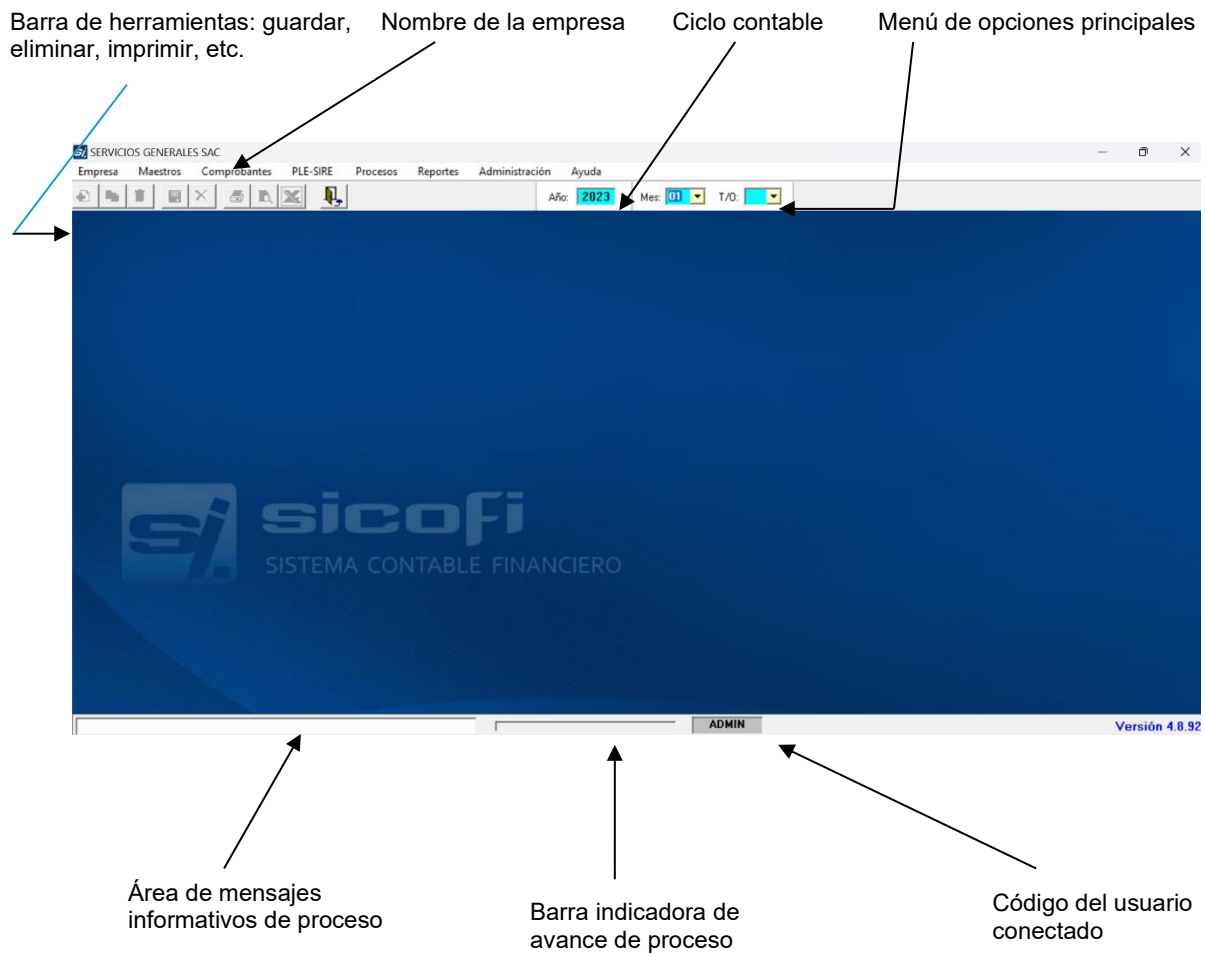 Barra de herramientas: guardar,
eliminar, imprimir, etc.
Nombre de la empresa
Ciclo contable
Menú de opciones principales
SERVICIOS GENERALES SAC
Empresa Maestros Comprobantes PLE-SIRE Procesos Reportes Administración Ayuda
Año: 2023 Mes: 01 T/O:
sicofi
SISTEMA CONTABLE FINANCIERO
ADMIN
Versión 4.8.92
Área de mensajes
informativos de proceso
Barra indicadora de
avance de proceso
Código del usuario
conectado